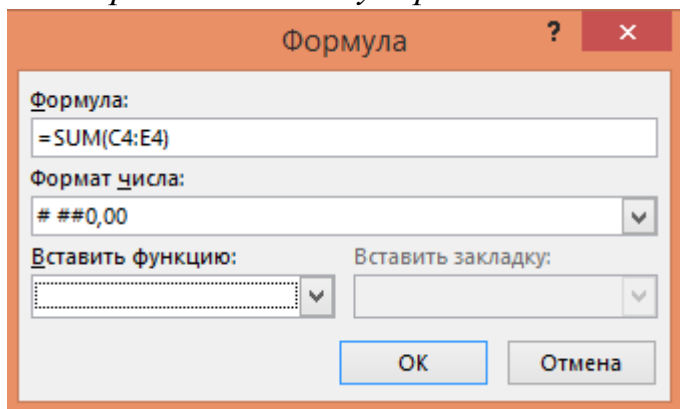 Формула ? ×
Формула:
=SUM(C4:E4)
Формат числа:
# ##0,00
Вставить функцию: Вставить закладку:
ОК Отмена